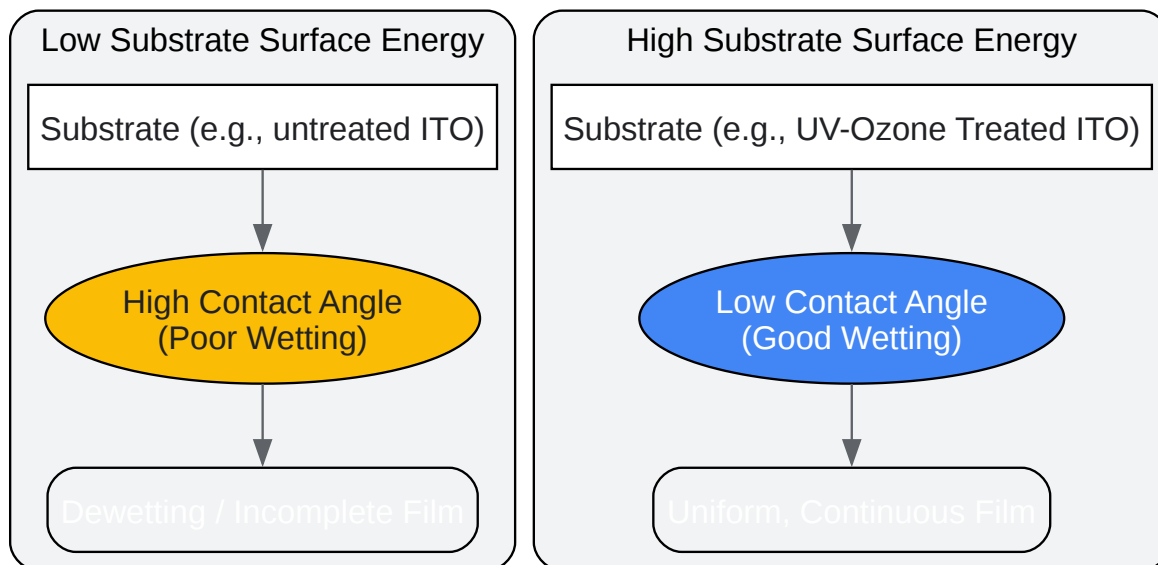 Low Substrate Surface Energy
Substrate (e.g., untreated ITO)
High Contact Angle
(Poor Wetting)
Dewetting / Incomplete Film
High Substrate Surface Energy
Substrate (e.g., UV-Ozone Treated ITO)
Low Contact Angle
(Good Wetting)
Uniform, Continuous Film